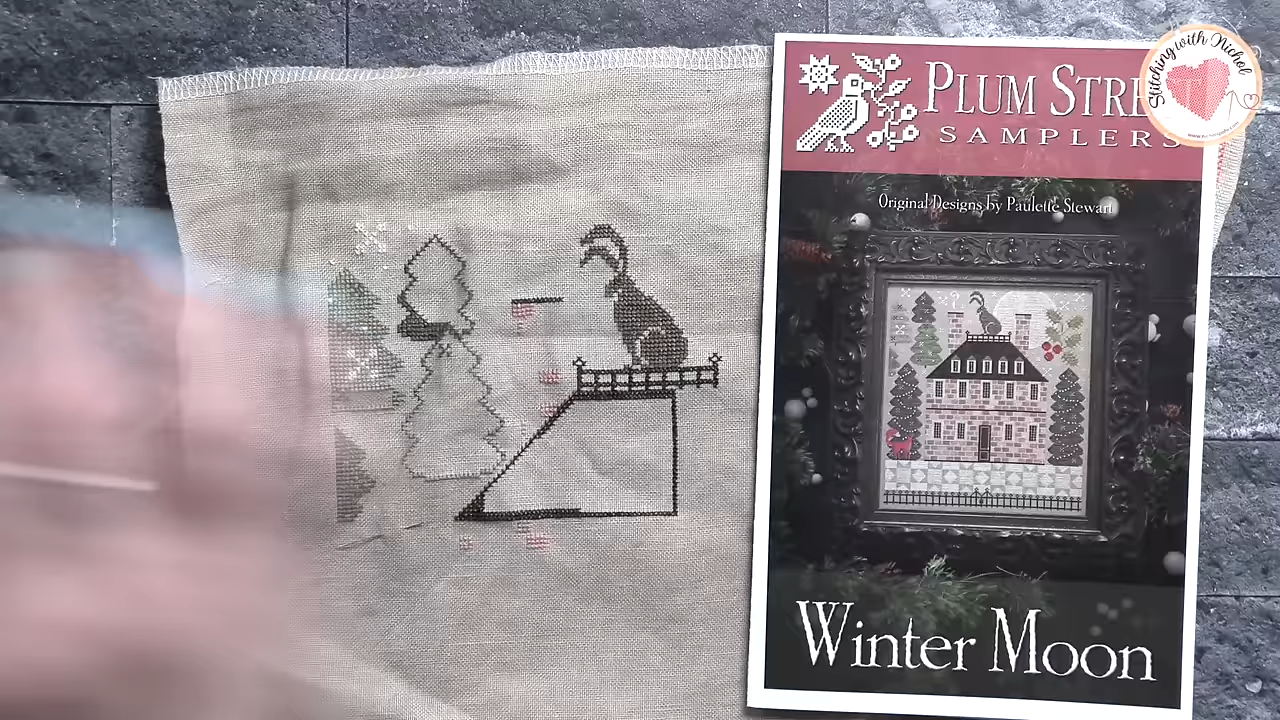 PLUM STRE
SAMPLERS
Stitching with Nichol
Original Designs by Paulette Stewart
Winter Moon